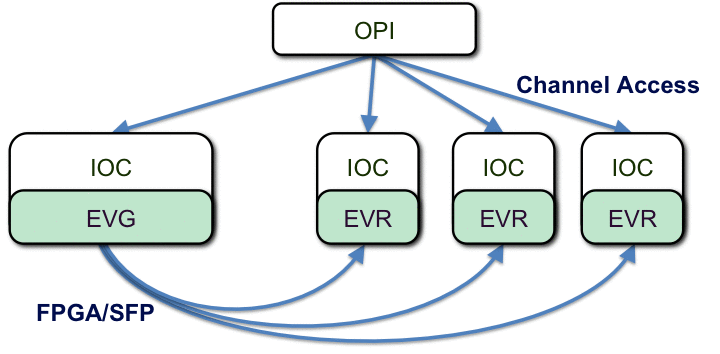 OPI
Channel Access
IOC
IOC
IOC
IOC
EVG
EVR
EVR
EVR
FPGA/SFP